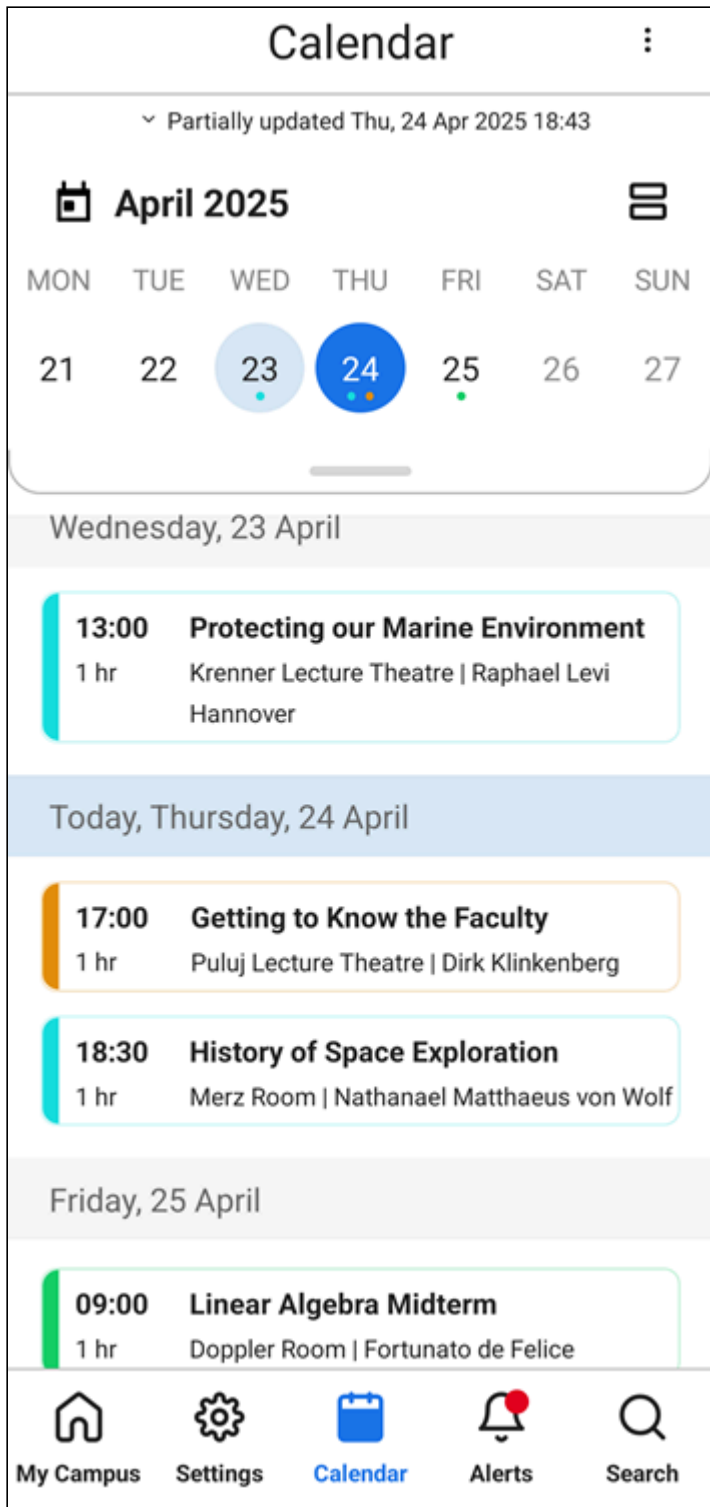 Calendar
Partially updated Thu, 24 Apr 2025 18:43
April 2025
MON TUE WED THU FRI SAT SUN
21 22 23 24 25 26 27
Wednesday, 23 April
13:00 Protecting our Marine Environment
1 hr Krenner Lecture Theatre | Raphael Levi
Hannover
Today, Thursday, 24 April
17:00 Getting to Know the Faculty
1 hr Puluj Lecture Theatre | Dirk Klinkenberg
18:30 History of Space Exploration
1 hr Merz Room | Nathanael Matthaeus von Wolf
Friday, 25 April
09:00 Linear Algebra Midterm
1 hr Doppler Room | Fortunato de Felice
My Campus Settings Calendar Alerts Search